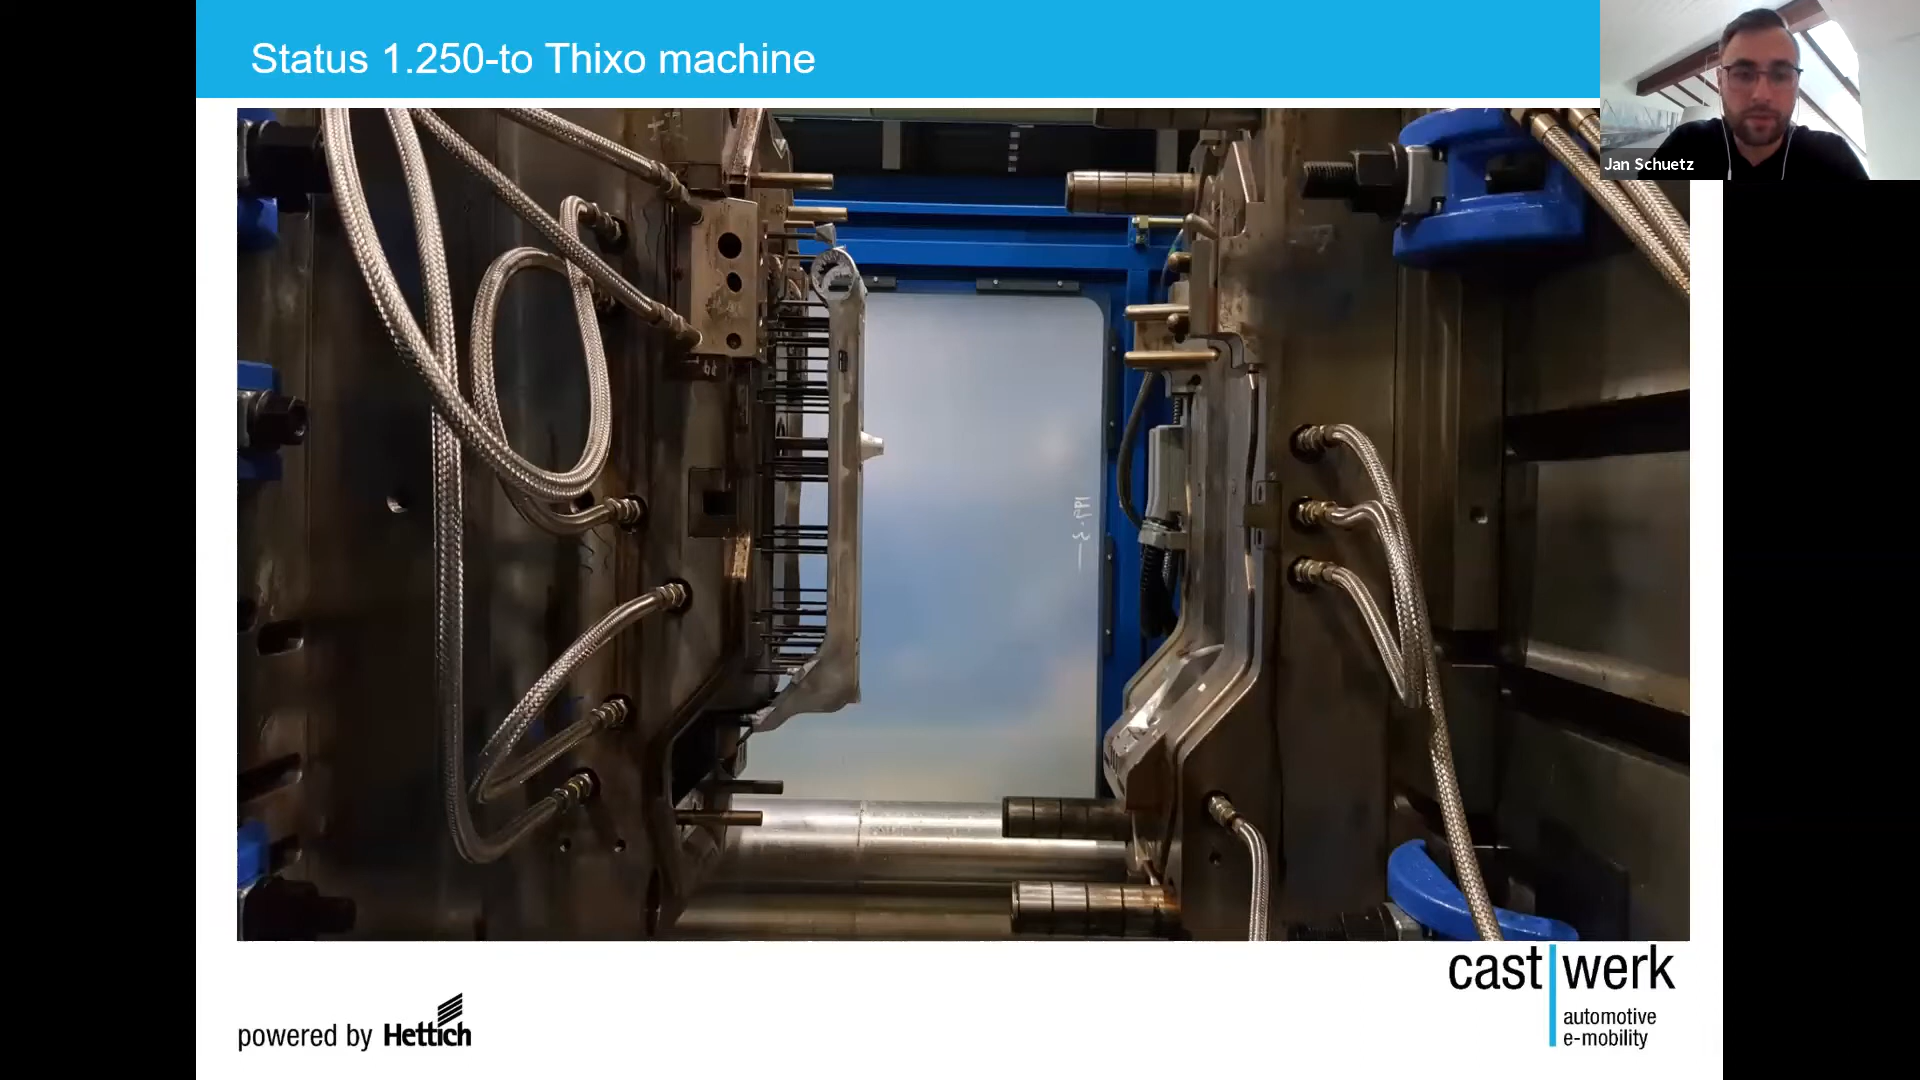 Status 1.250-to Thixo machine
Jan Schuetz
cast werk
automotive
e-mobility
powered by Hettich